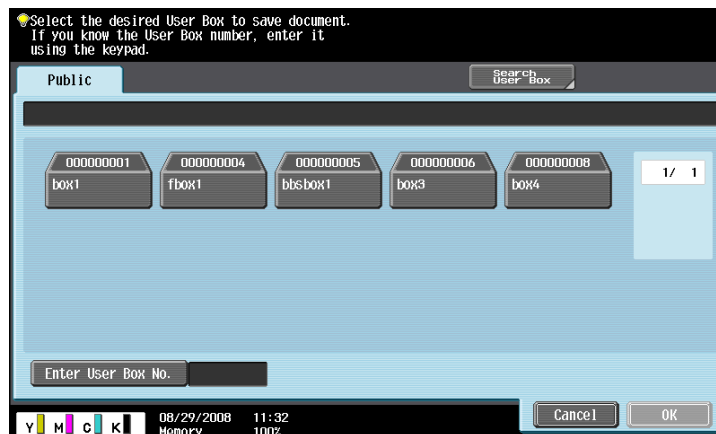 Select the desired User Box to save document.
If you know the User Box number, enter it
using the keypad.
Public
Search
User Box
000000001 000000004 000000005 000000006 000000008
box1 fbox1 bbsbox1 box3 box4
1/ 1
Enter User Box No.
Cancel OK
Y M C K 08/29/2008 11:32
Memory 100%